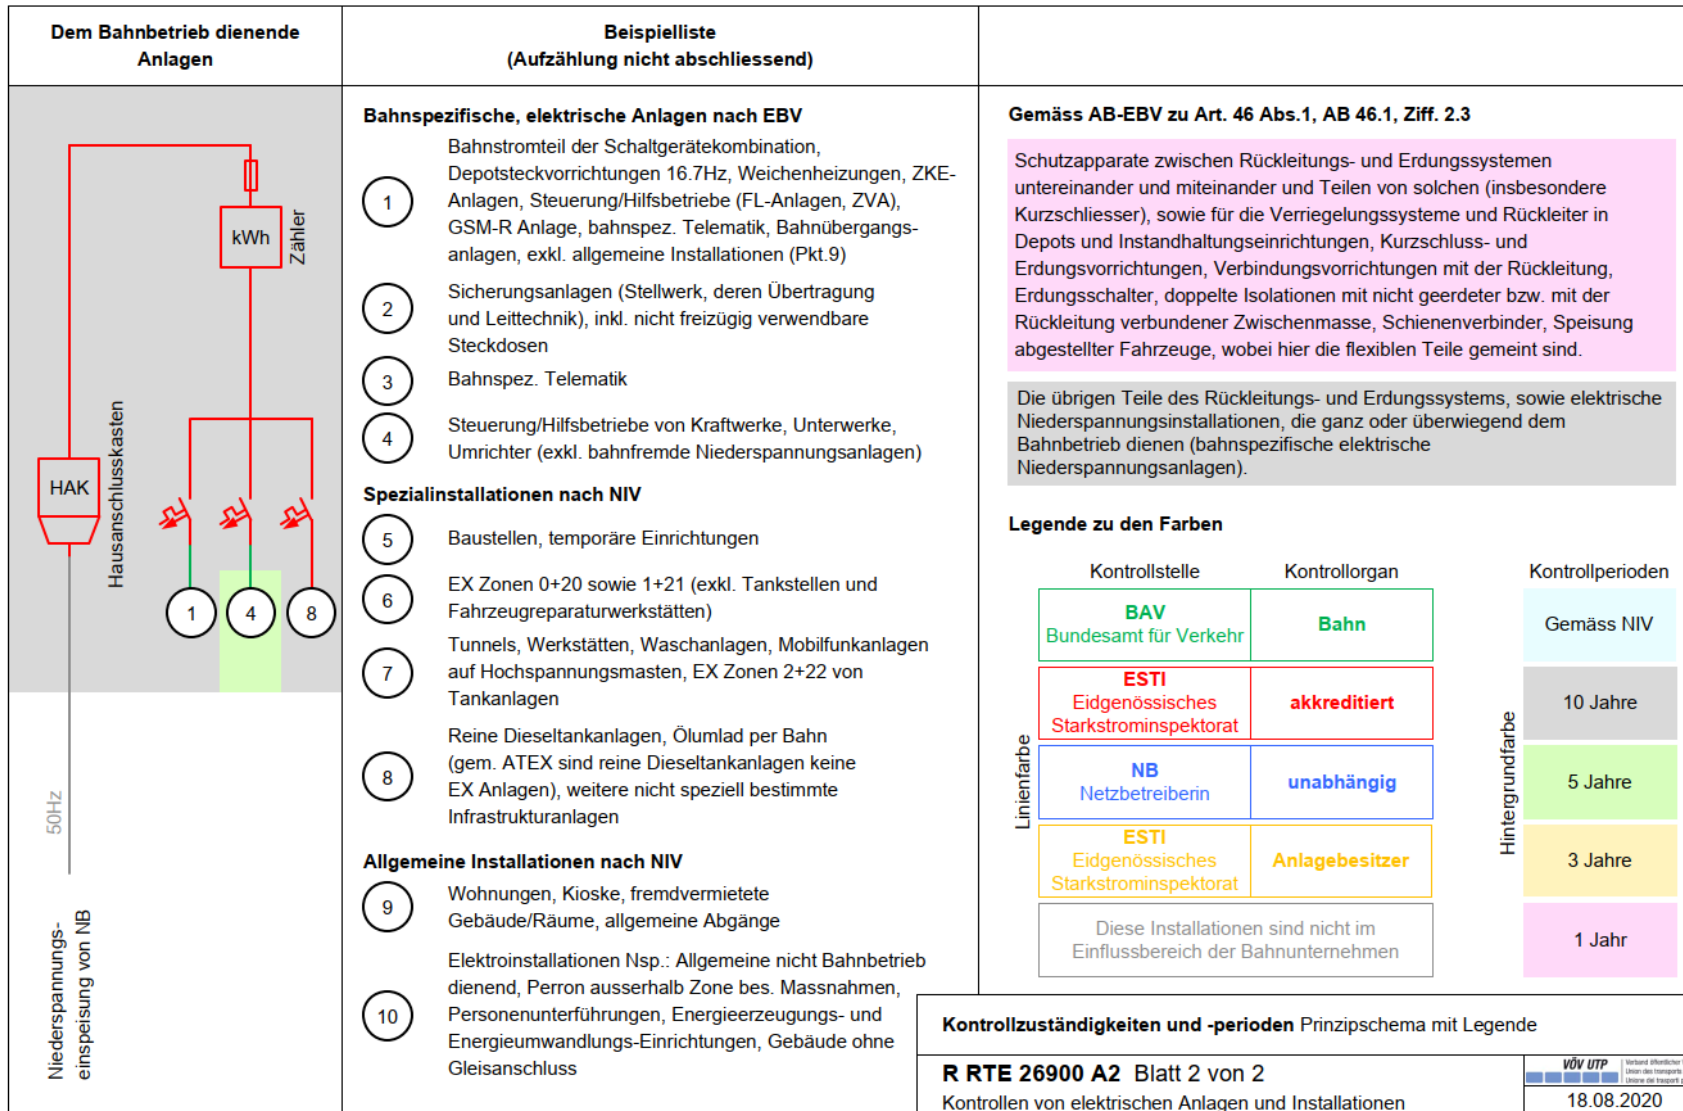 Dem Bahnbetrieb dienende
Anlagen
Beispielliste
(Aufzählung nicht abschliessend)
kWh
Zähler
HAK
Hausanschlusskasten
1
4
8
50Hz
Niederspannungs-
einspeisung von NB
Bahnspezifische, elektrische Anlagen nach EBV
1
Bahnstromteil der Schaltgerätekombination,
Depotsteckvorrichtungen 16.7Hz, Weichenheizungen, ZKE-
Anlagen, Steuerung/Hilfsbetriebe (FL-Anlagen, ZVA),
GSM-R Anlage, bahnspez. Telematik, Bahnübergangs-
anlagen, exkl. allgemeine Installationen (Pkt.9)
2
Sicherungsanlagen (Stellwerk, deren Übertragung
und Leittechnik), inkl. nicht freizügig verwendbare
Steckdosen
3
Bahnspez. Telematik
4
Steuerung/Hilfsbetriebe von Kraftwerke, Unterwerke,
Umrichter (exkl. bahnfremde Niederspannungsanlagen)
Spezialinstallationen nach NIV
5
Baustellen, temporäre Einrichtungen
6
EX Zonen 0+20 sowie 1+21 (exkl. Tankstellen und
Fahrzeugreparaturwerkstätten)
7
Tunnels, Werkstätten, Waschanlagen, Mobilfunkanlagen
auf Hochspannungsmasten, EX Zonen 2+22 von
Tankanlagen
8
Reine Dieseltankanlagen, Ölumlad per Bahn
(gem. ATEX sind reine Dieseltankanlagen keine
EX Anlagen), weitere nicht speziell bestimmte
Infrastrukturanlagen
Allgemeine Installationen nach NIV
9
Wohnungen, Kioske, fremdvermietete
Gebäude/Räume, allgemeine Abgänge
10
Elektroinstallationen Nsp.: Allgemeine nicht Bahnbetrieb
dienend, Perron ausserhalb Zone bes. Massnahmen,
Personenunterführungen, Energieerzeugungs- und
Energieumwandlungs-Einrichtungen, Gebäude ohne
Gleisanschluss
Gemäss AB-EBV zu Art. 46 Abs.1, AB 46.1, Ziff. 2.3
Schutzapparate zwischen Rückleitungs- und Erdungssystemen
untereinander und miteinander und Teilen von solchen (insbesondere
Kurzschliesser), sowie für die Verriegelungssysteme und Rückleiter in
Depots und Instandhaltungseinrichtungen, Kurzschluss- und
Erdungsvorrichtungen, Verbindungsvorrichtungen mit der Rückleitung,
Erdungsschalter, doppelte Isolationen mit nicht geerdeter bzw. mit der
Rückleitung verbundener Zwischenmasse, Schienenverbinder, Speisung
abgestellter Fahrzeuge, wobei hier die flexiblen Teile gemeint sind.
Die übrigen Teile des Rückleitungs- und Erdungssystems, sowie elektrische
Niederspannungsinstallationen, die ganz oder überwiegend dem
Bahnbetrieb dienen (bahnspezifische elektrische
Niederspannungsanlagen).
Legende zu den Farben
Kontrollstelle
Kontrollorgan
Kontrollperioden
Linienfarbe
BAV
Bundesamt für Verkehr
Bahn
ESTI
Eidgenössisches
Starkstrominspektorat
akkreditiert
NB
Netzbetreiberin
unabhängig
ESTI
Eidgenössisches
Starkstrominspektorat
Anlagebesitzer
Diese Installationen sind nicht im
Einflussbereich der Bahnunternehmen
Hintergrundfarbe
Gemäss NIV
10 Jahre
5 Jahre
3 Jahre
1 Jahr
Kontrollzuständigkeiten und -perioden Prinzipschema mit Legende
R RTE 26900 A2 Blatt 2 von 2
Kontrollen von elektrischen Anlagen und Installationen
VÖV UTP
Verband öffentlicher
Union des transports
Unione dei trasporti
18.08.2020